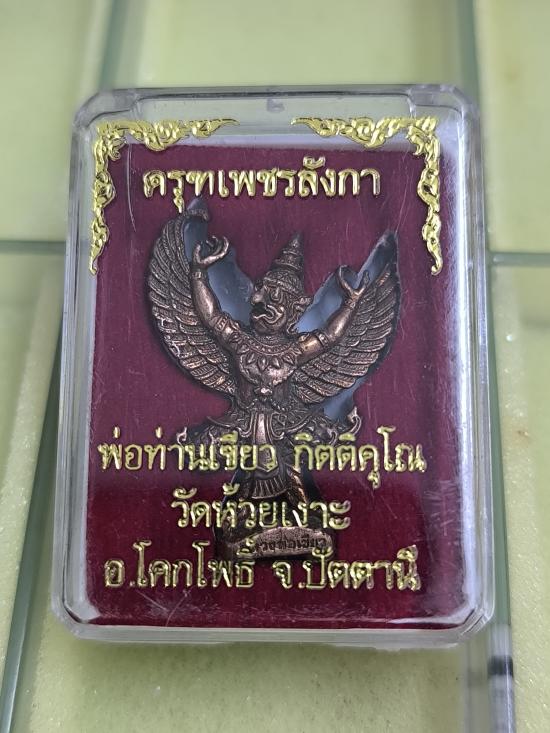 ครุฑเพชรลังกา
พ่อท่านเขียว กิตติคุโณ
วัดห้วยเงาะ
อ.โคกโพธิ์ จ.ปัตตานี